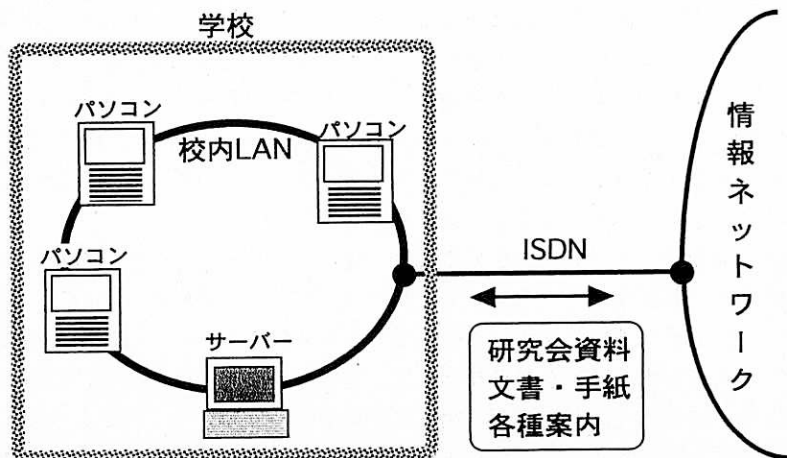 学校
パソコン
校内LAN
パソコン
パソコン
サーバー
ISDN
研究会資料
文書・手紙
各種案内
情報ネットワーク